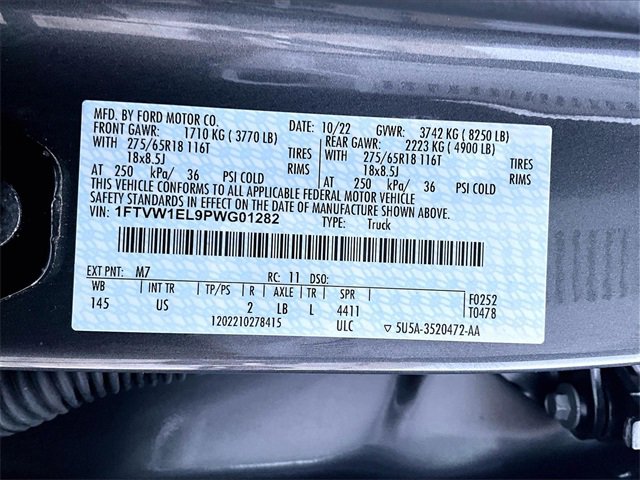 MFD. BY FORD MOTOR CO. DATE: 10/22 GVWR: 3742 KG ( 8250 LB)
FRONT GAWR: 1710 KG ( 3770 LB) REAR GAWR: 2223 KG ( 4900 LB)
WITH 275/65R18 116T TIRES WITH 275/65R18 116T TIRES
18x8.5J RIMS 18x8.5J RIMS
AT 250 kPa/ 36 PSI COLD AT 250 kPa/ 36 PSI COLD
THIS VEHICLE CONFORMS TO ALL APPLICABLE FEDERAL MOTOR VEHICLE
SAFETY STANDARDS IN EFFECT ON THE DATE OF MANUFACTURE SHOWN ABOVE.
VIN: 1FTVW1EL9PWG01282 TYPE: Truck
EXT PNT: M7 RC: 11 DSO: F0252
WB INT TR TP/PS R AXLE TR SPR T0478
145 US 2 LB L 4411
1202210278415 ULC ▽ 5U5A-3520472-AA